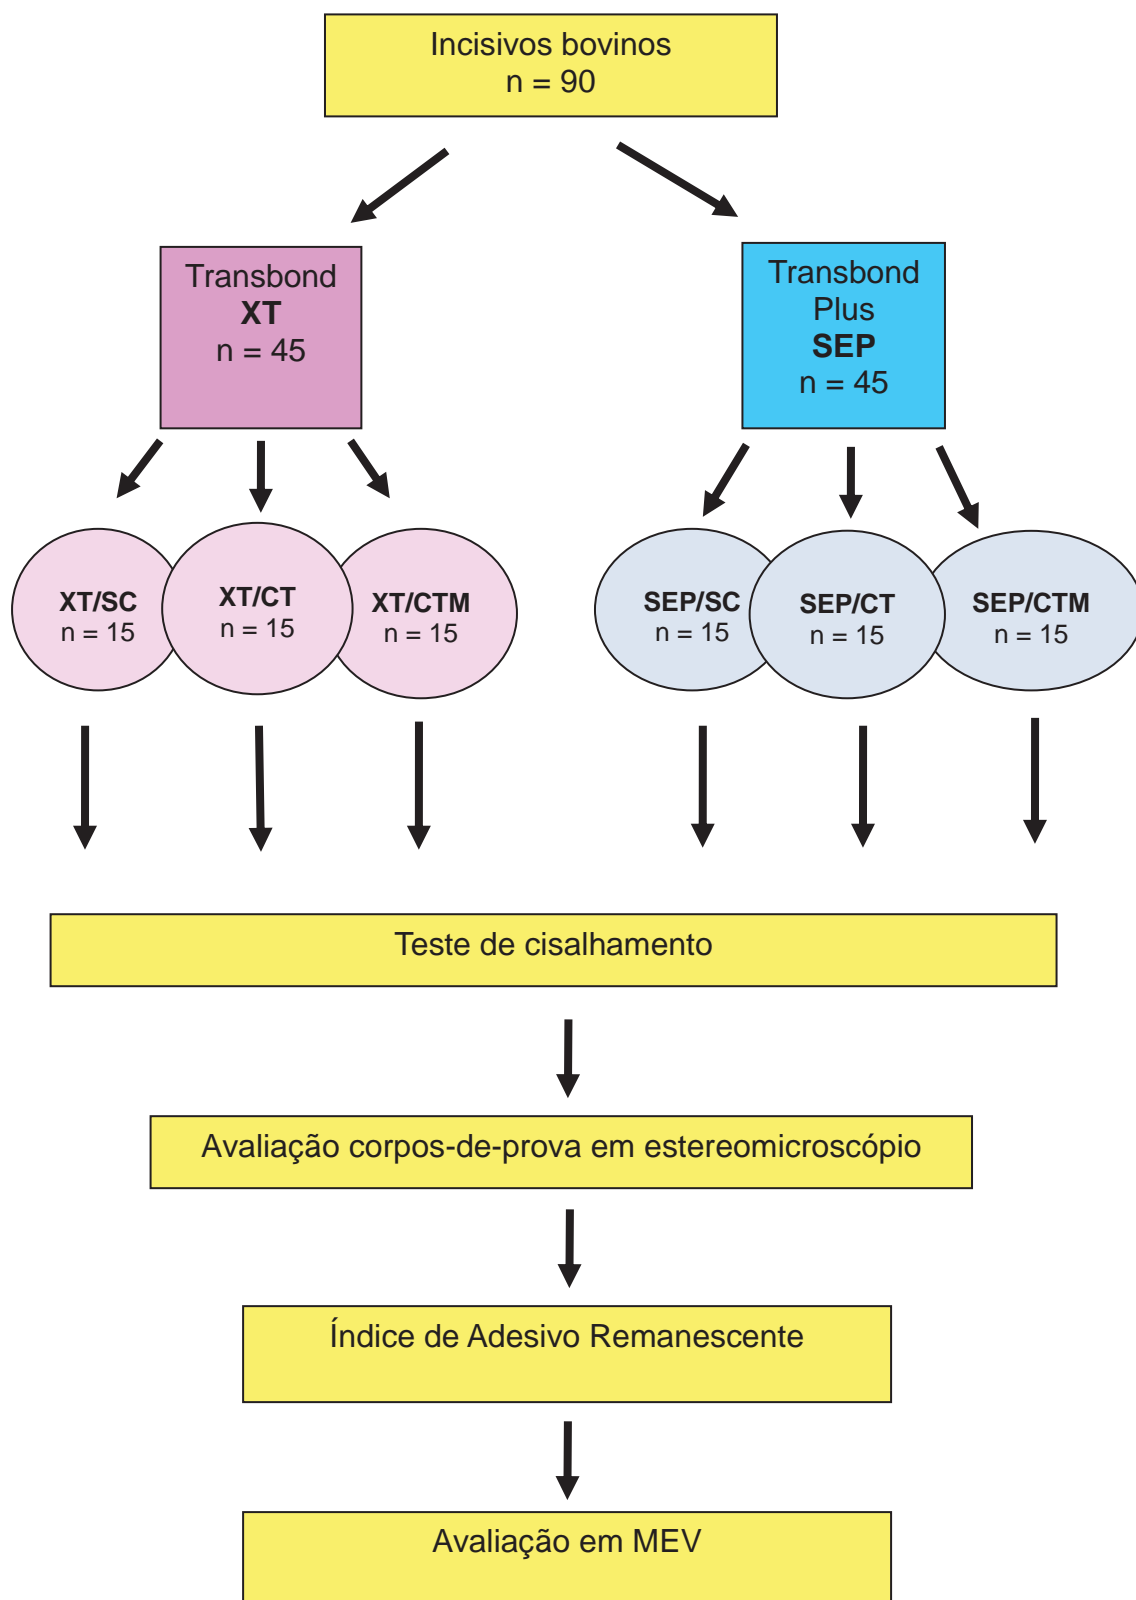 Incisivos bovinos
n = 90
Transbond
XT
n = 45
Transbond
Plus
SEP
n = 45
XT/SC
n = 15
XT/CT
n = 15
XT/CTM
n = 15
SEP/SC
n = 15
SEP/CT
n = 15
SEP/CTM
n = 15
Teste de cisalhamento
Avaliação corpos-de-prova em estereomicroscópio
Índice de Adesivo Remanescente
Avaliação em MEV